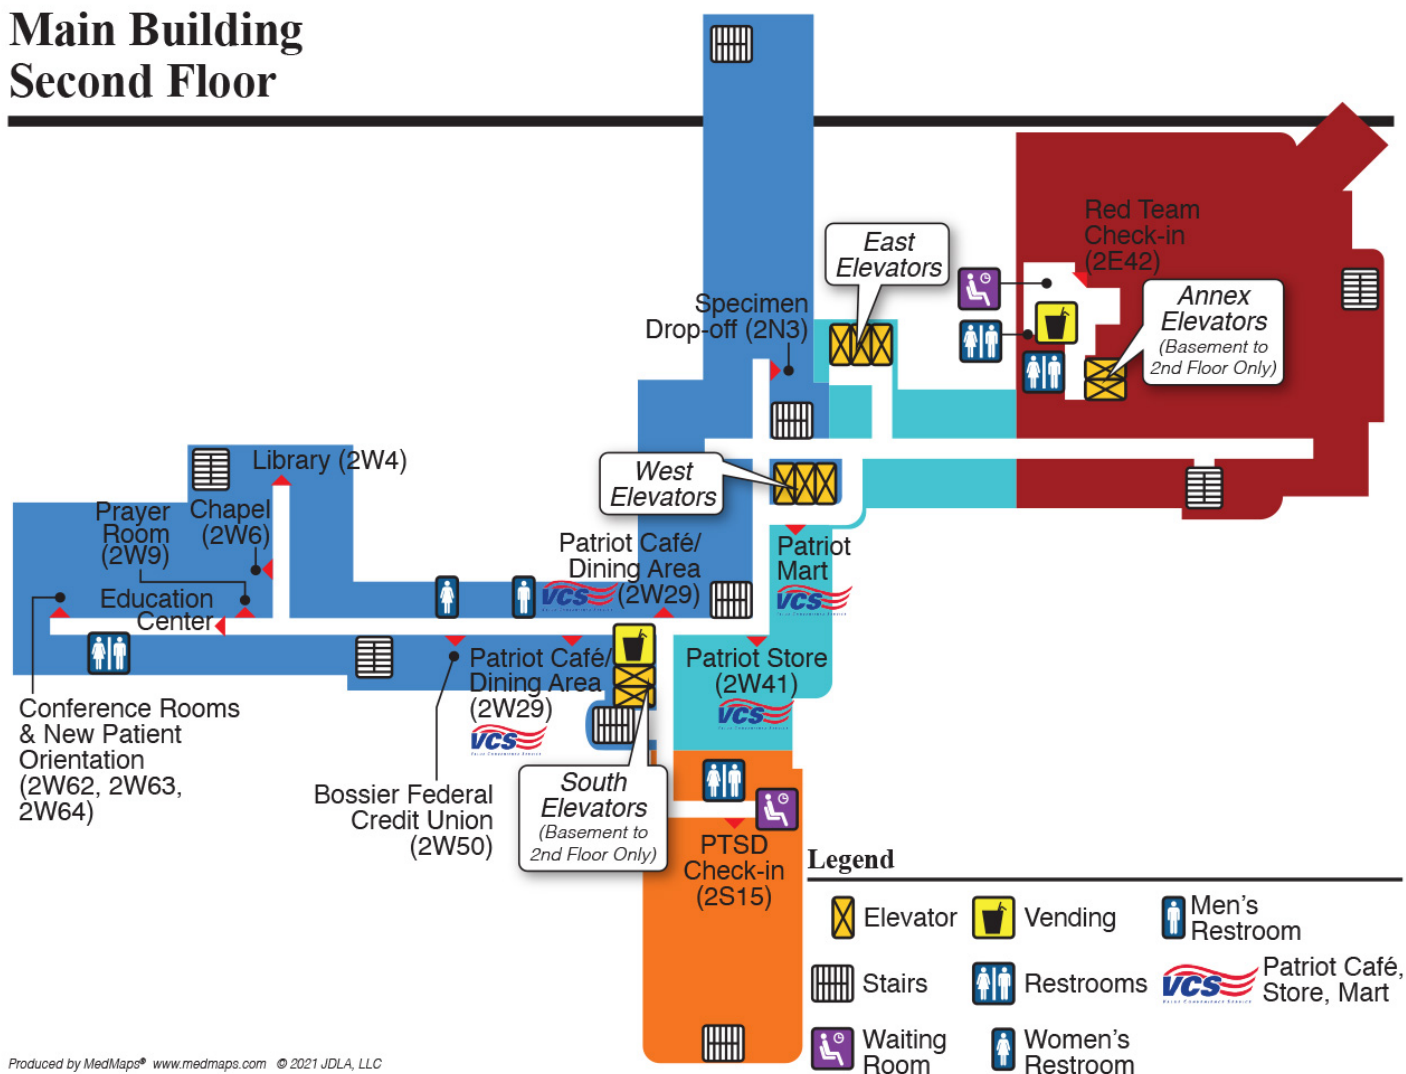 Main Building
Second Floor
Red Team
Check-in
(2E42)
East
Elevators
Annex
Elevators
(Basement to
2nd Floor Only)
Specimen
Drop-off (2N3)
West
Elevators
Library (2W4)
Prayer
Room
(2W9)
Chapel
(2W6)
Education
Center
Patriot Café/
Dining Area
(2W29)
VCS
Patriot
Mart
VCS
Patriot Café/
Dining Area
(2W29)
VCS
Patriot Store
(2W41)
VCS
Conference Rooms
& New Patient
Orientation
(2W62, 2W63,
2W64)
Bossier Federal
Credit Union
(2W50)
South
Elevators
(Basement to
2nd Floor Only)
PTSD
Check-in
(2S15)
Legend
Elevator
Vending
Men's
Restroom
Stairs
Restrooms
VCS
Patriot Café,
Store, Mart
Waiting
Room
Women's
Restroom
Produced by MedMaps® www.medmaps.com © 2021 JDLA, LLC